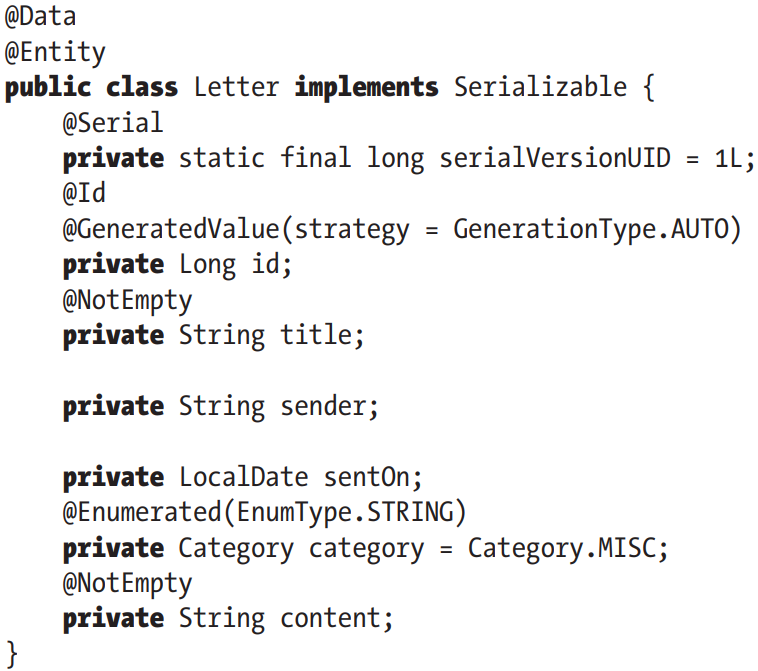 @Data
@Entity
public class Letter implements Serializable {
    @Serial
    private static final long serialVersionUID = 1L;
    @Id
    @GeneratedValue(strategy = GenerationType.AUTO)
    private Long id;
    @NotEmpty
    private String title;

    private String sender;

    private LocalDate sentOn;
    @Enumerated(EnumType.STRING)
    private Category category = Category.MISC;
    @NotEmpty
    private String content;
}